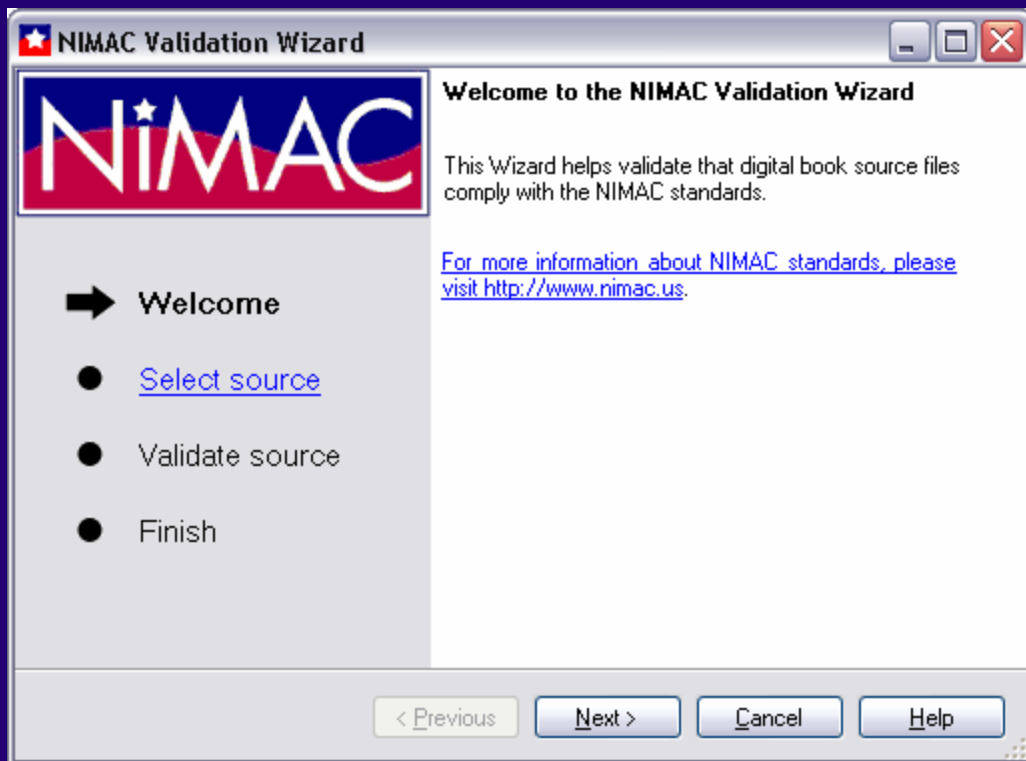 NIMAC Validation Wizard
NiMAC
Welcome
Select source
Validate source
Finish
Welcome to the NIMAC Validation Wizard
This Wizard helps validate that digital book source files
comply with the NIMAC standards.
For more information about NIMAC standards, please
visit http://www.nimac.us.
< Previous
Next >
Cancel
Help